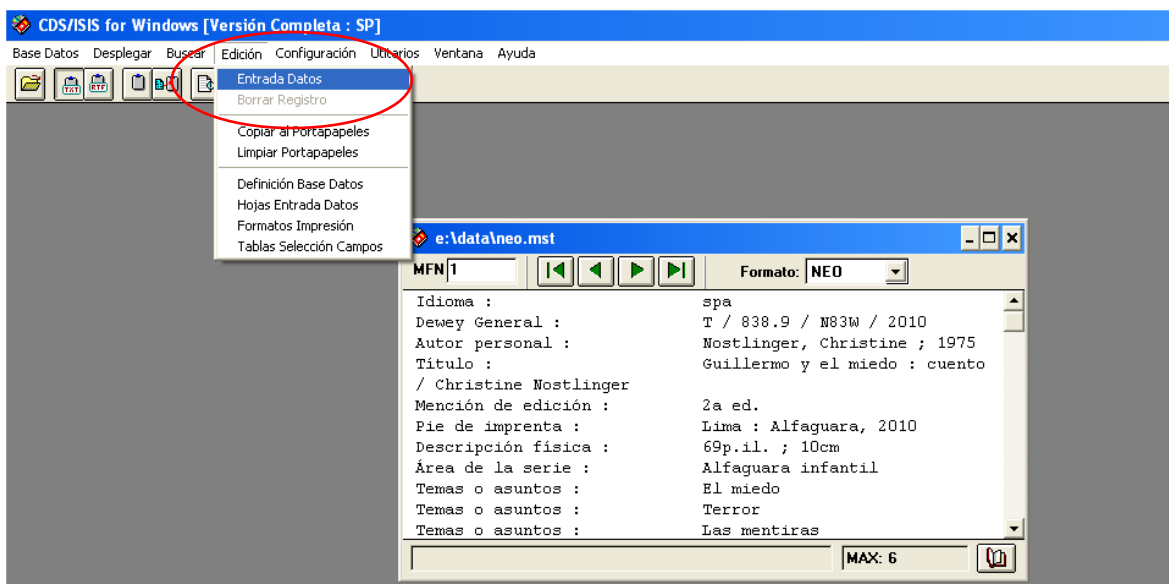 CDS/ISIS for Windows [Versión Completa : SP]
Base Datos Desplegar Buscar Edición Configuración Utilitarios Ventana Ayuda
TXT RTF
Entrada Datos
Borrar Registro
Copiar al Portapapeles
Limpiar Portapapeles
Definición Base Datos
Hojas Entrada Datos
Formatos Impresión
Tablas Selección Campos
e:\data\neo.mst
MFN 1 Formato: NEO
Idioma : spa
Dewey General : T / 838.9 / N83W / 2010
Autor personal : Nostlinger, Christine ; 1975
Título : Guillermo y el miedo : cuento
/ Christine Nostlinger
Mención de edición : 2a ed.
Pie de imprenta : Lima : Alfaguara, 2010
Descripción física : 69p.il. ; 10cm
Área de la serie : Alfaguara infantil
Temas o asuntos : El miedo
Temas o asuntos : Terror
Temas o asuntos : Las mentiras
MAX: 6